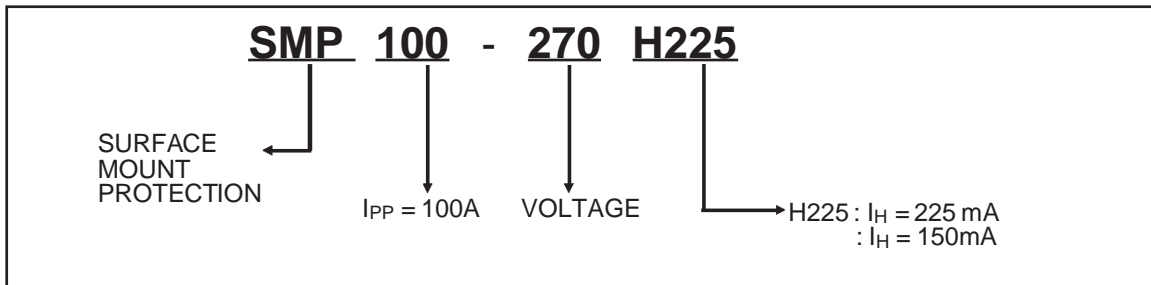 SMP 100 - 270 H225
SURFACE
MOUNT
PROTECTION
IPP = 100A
VOLTAGE
H225 : IH = 225 mA
: IH = 150mA